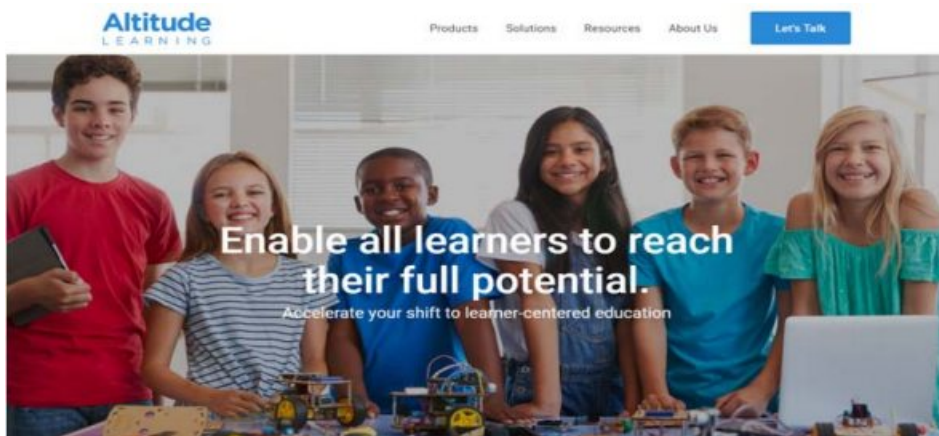 Altitude
LEARNING
Products Solutions Resources About Us Let's Talk
Enable all learners to reach
their full potential.
Accelerate your shift to learner-centered education